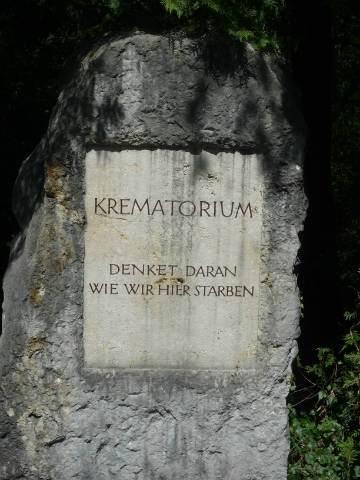 KREMATORIUM
DENKET DARAN
WIE WIR HIER STARBEN